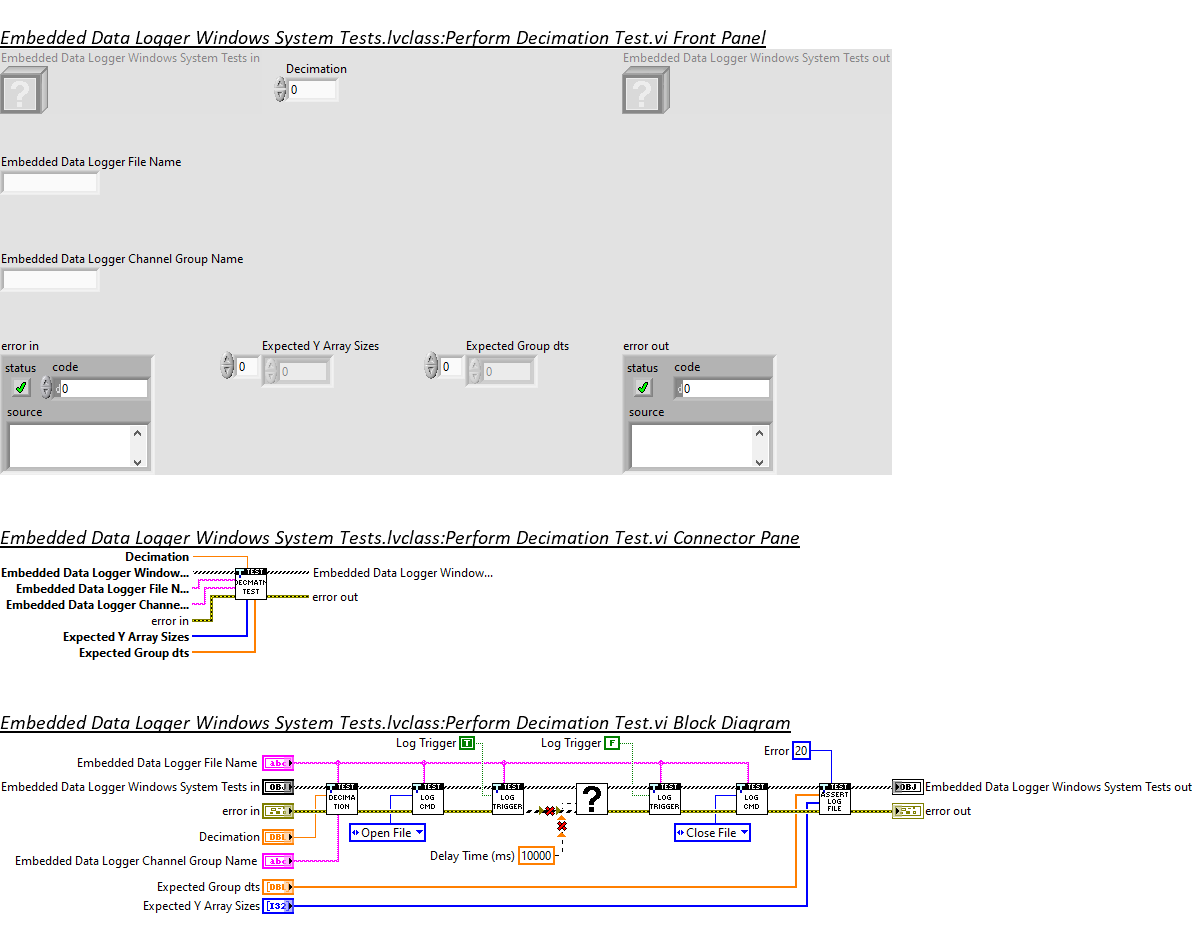 Embedded Data Logger Windows System Tests.lvclass:Perform Decimation Test.vi Front Panel
Embedded Data Logger Windows System Tests in
Embedded Data Logger Windows System Tests out
Decimation
0
?
?
Embedded Data Logger File Name
Embedded Data Logger Channel Group Name
error in
Expected Y Array Sizes
Expected Group dts
error out
status code
0
0
0
0
status code
d0
d0
source
source
Embedded Data Logger Windows System Tests.lvclass:Perform Decimation Test.vi Connector Pane
Decimation
Embedded Data Logger Window...
Embedded Data Logger Window...
Embedded Data Logger File N...
Embedded Data Logger Channe...
error in
error out
Expected Y Array Sizes
Expected Group dts
TEST
DECMATN
TEST
Embedded Data Logger Windows System Tests.lvclass:Perform Decimation Test.vi Block Diagram
Log Trigger T
Log Trigger F
Error 20
Embedded Data Logger File Name abc
Embedded Data Logger Windows System Tests in OBJ
TEST
DECIMA
TION
TEST
LOG
CMD
TEST
LOG
TRIGGER
?
TEST
LOG
TRIGGER
TEST
LOG
CMD
TEST
ASSERT
LOG
FILE
OBJ Embedded Data Logger Windows System Tests out
error in
error out
Open File
Close File
Decimation DBL
Delay Time (ms) 10000
Embedded Data Logger Channel Group Name abc
Expected Group dts [DBL]
Expected Y Array Sizes [I32]